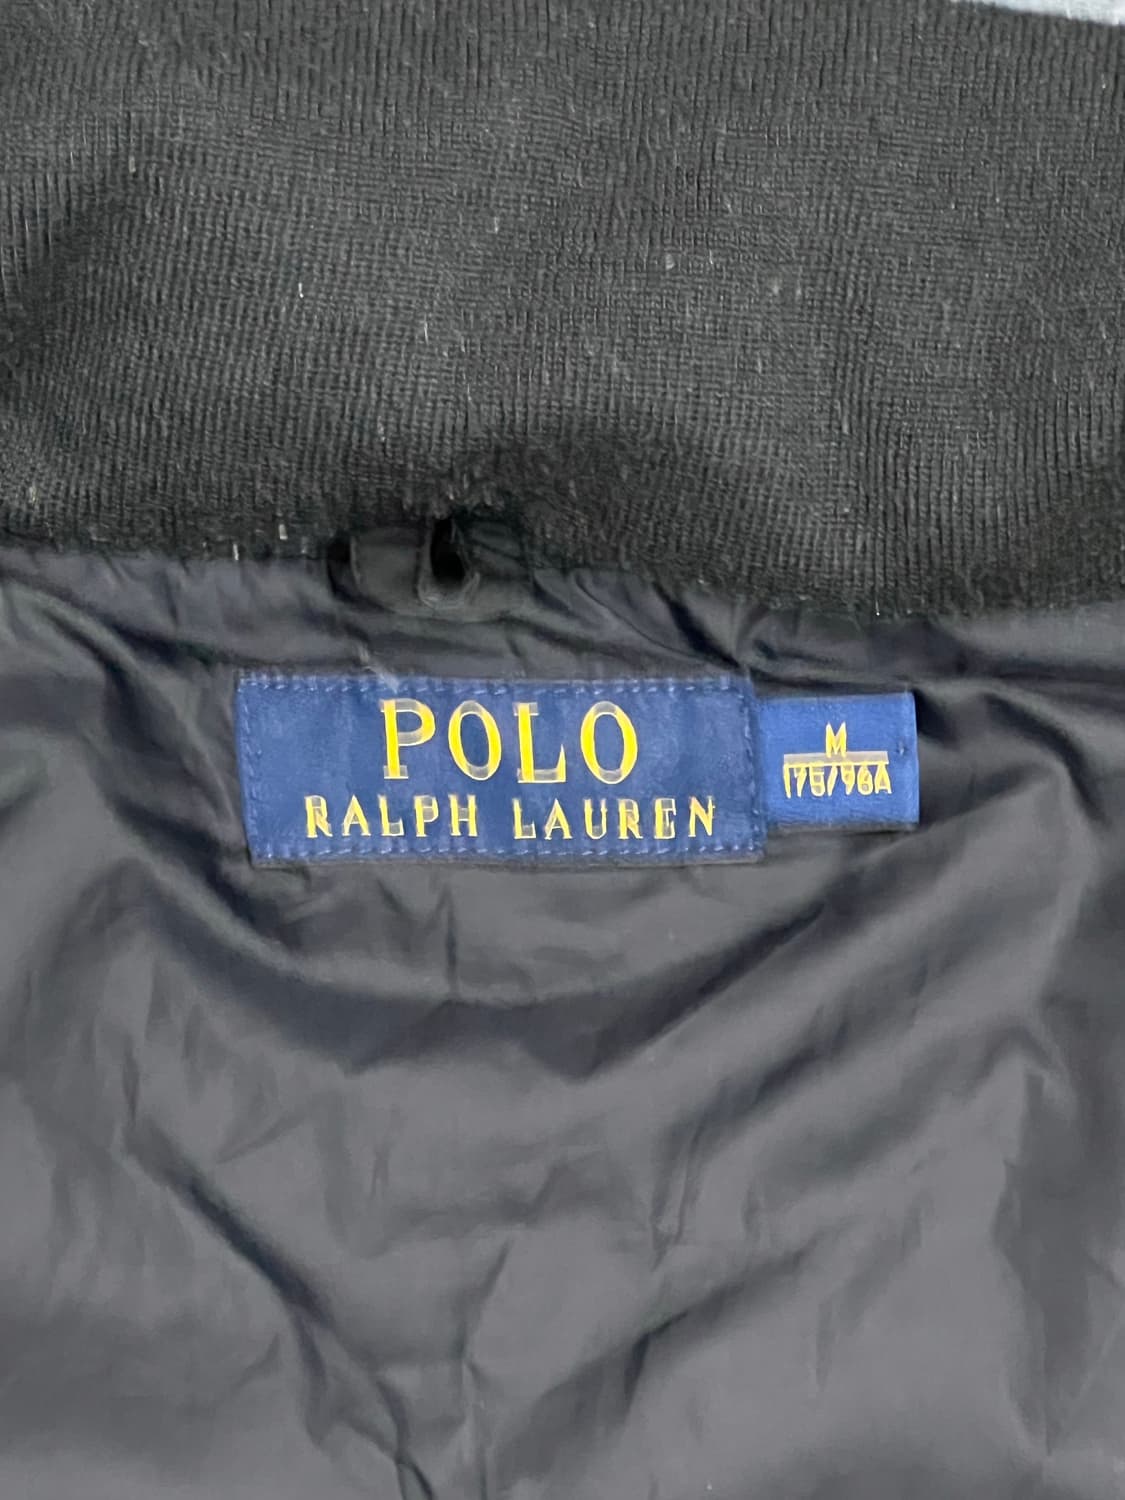 POLO
RALPH LAUREN
M
175/96A